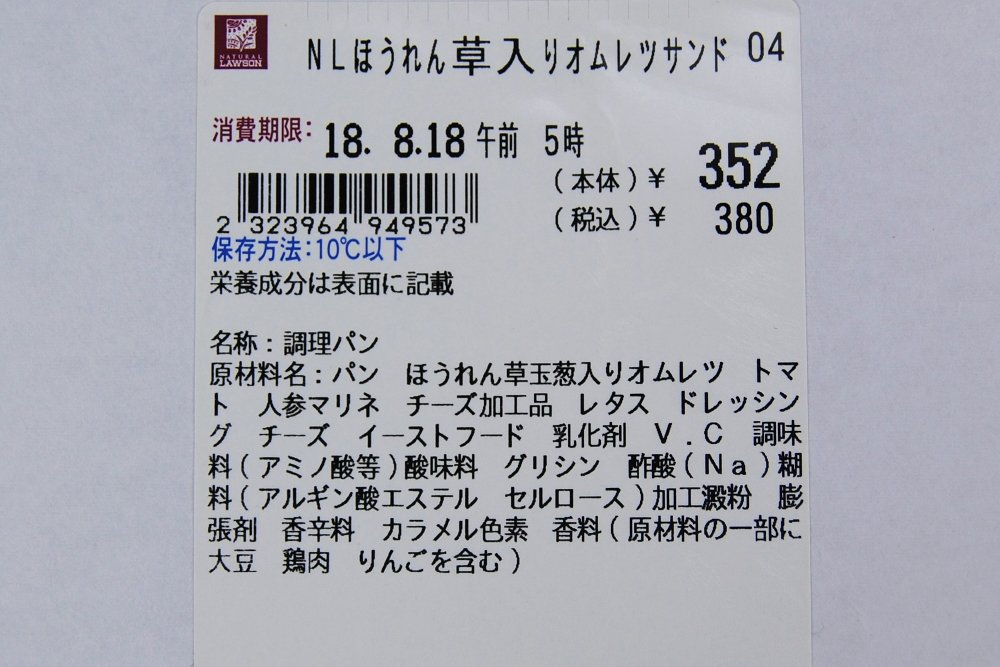 NATURAL
LAWSON
NLほうれん草入りオムレツサンド 04
消費期限: 18. 8.18 午前 5時
(本体)¥ 352
2 323964 949573
(税込)¥ 380
保存方法:10℃以下
栄養成分は表面に記載
名称:調理パン
原材料名:パン ほうれん草玉葱入りオムレツ トマ
ト 人参マリネ チーズ加工品 レタス ドレッシン
グ チーズ イーストフード 乳化剤 V.C 調味
料(アミノ酸等)酸味料 グリシン 酢酸(Na)糊
料(アルギン酸エステル セルロース)加工澱粉 膨
張剤 香辛料 カラメル色素 香料(原材料の一部に
大豆 鶏肉 りんごを含む)